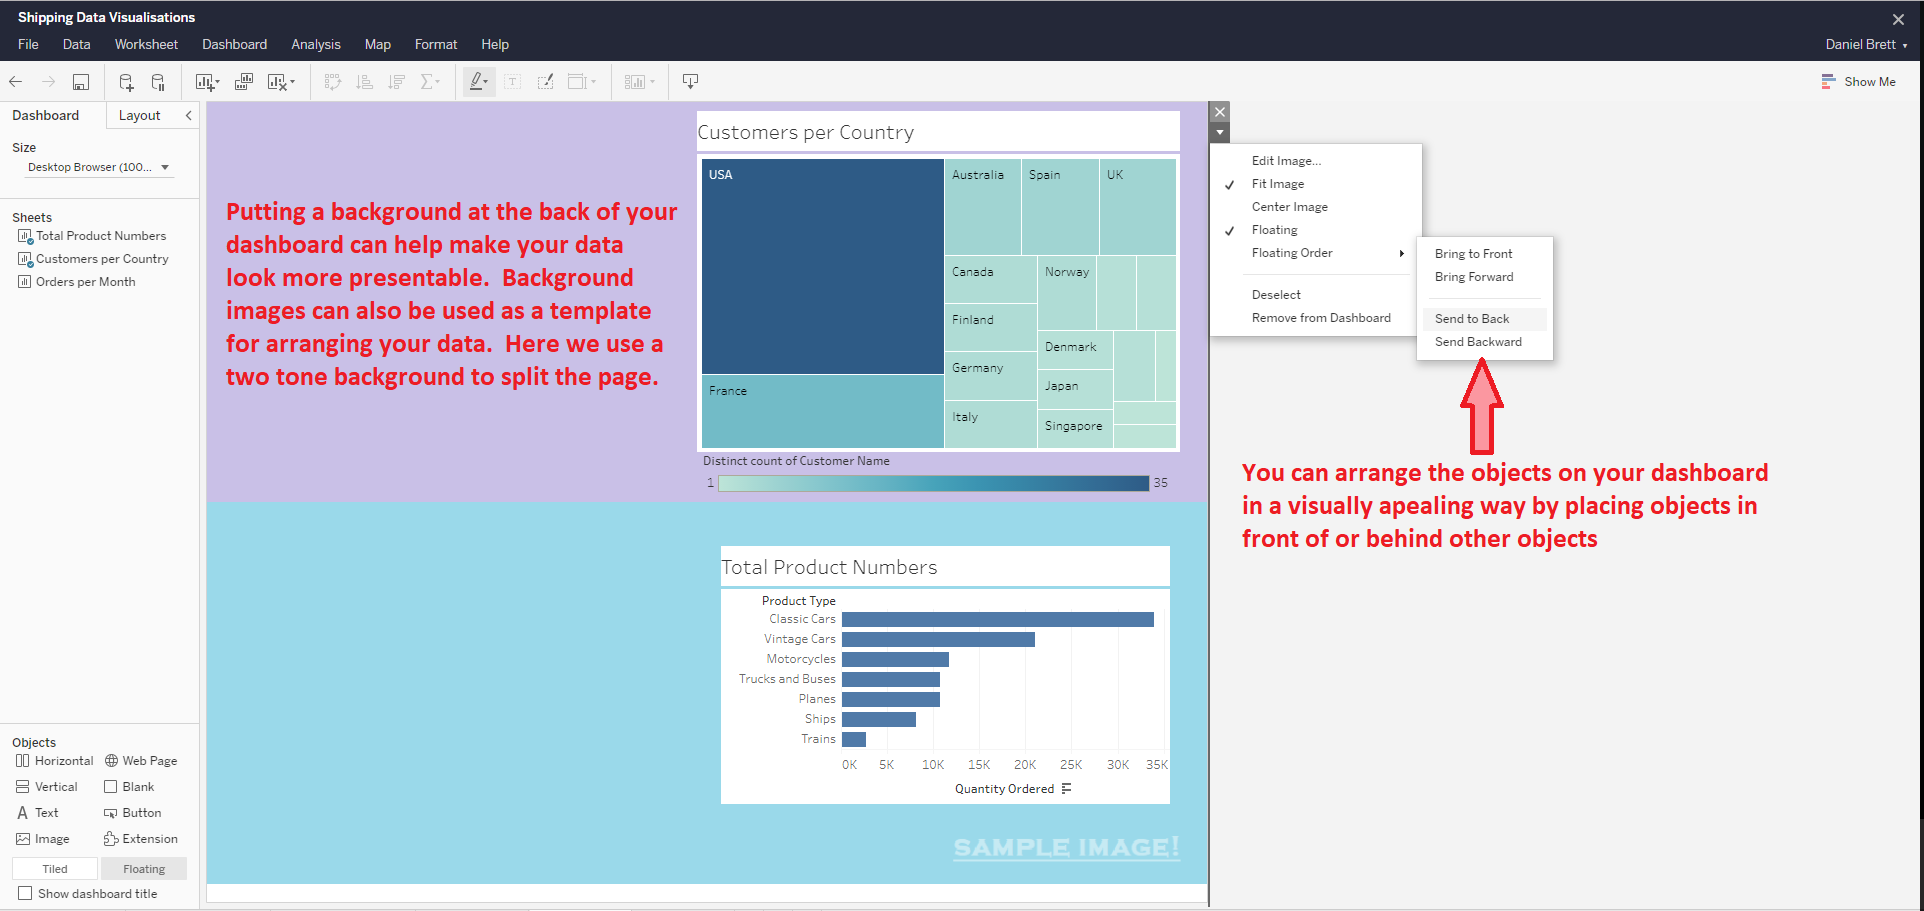 Shipping Data Visualisations
File Data Worksheet Dashboard Analysis Map Format Help
Daniel Brett
Show Me
Dashboard Layout
Size
Desktop Browser (100...
Sheets
Total Product Numbers
Customers per Country
Orders per Month
Objects
Horizontal Web Page
Vertical Blank
Text Button
Image Extension
Tiled Floating
Show dashboard title
Putting a background at the back of your
dashboard can help make your data
look more presentable. Background
images can also be used as a template
for arranging your data. Here we use a
two tone background to split the page.
Customers per Country
USA
Australia
Spain
UK
Canada
Norway
Finland
Denmark
Germany
Japan
France
Italy
Singapore
Distinct count of Customer Name
1 35
Total Product Numbers
Product Type
Classic Cars
Vintage Cars
Motorcycles
Trucks and Buses
Planes
Ships
Trains
0K 5K 10K 15K 20K 25K 30K 35K
Quantity Ordered
SAMPLE IMAGE!
Edit Image...
Fit Image
Center Image
Floating
Floating Order
Deselect
Remove from Dashboard
Bring to Front
Bring Forward
Send to Back
Send Backward
You can arrange the objects on your dashboard
in a visually apealing way by placing objects in
front of or behind other objects